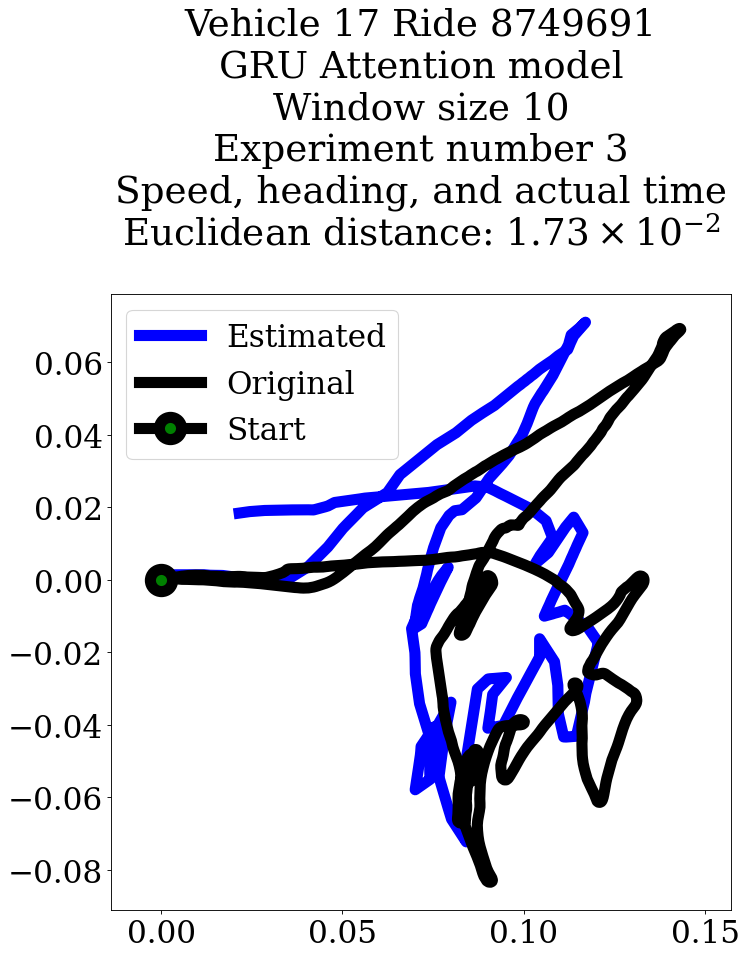 Vehicle 17 Ride 8749691
GRU Attention model
Window size 10
Experiment number 3
Speed, heading, and actual time
Euclidean distance: 1.73 × 10⁻²
Estimated
Original
Start
0.06
0.04
0.02
0.00
−0.02
−0.04
−0.06
−0.08
0.00 0.05 0.10 0.15